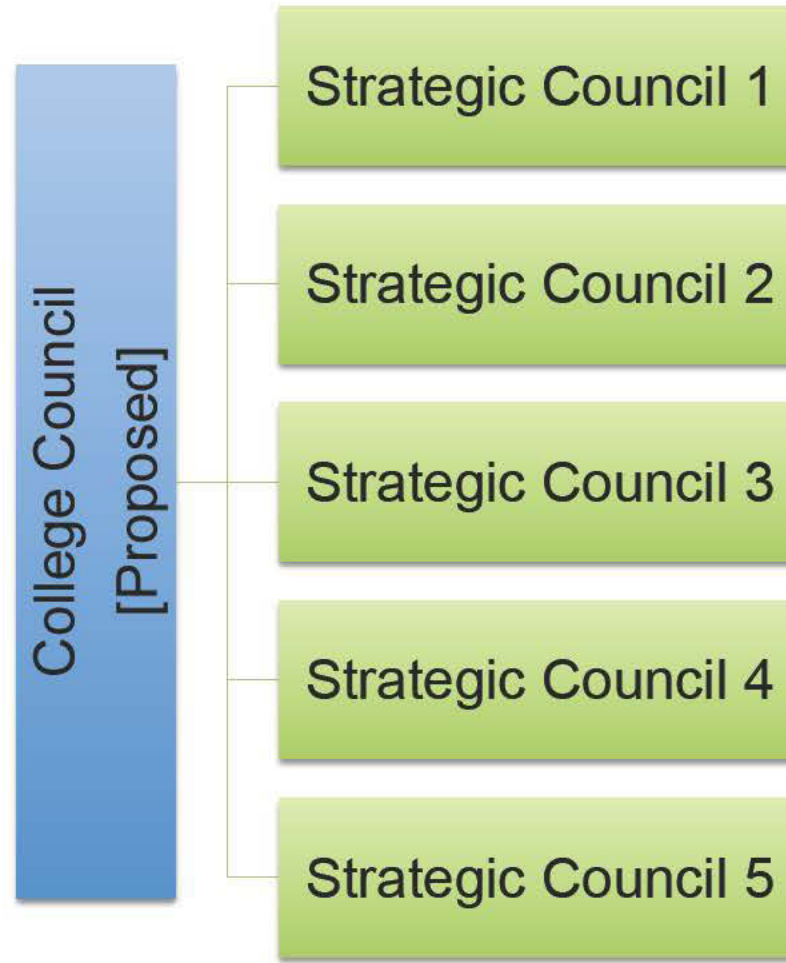 College Council
[Proposed]
Strategic Council 1
Strategic Council 2
Strategic Council 3
Strategic Council 4
Strategic Council 5